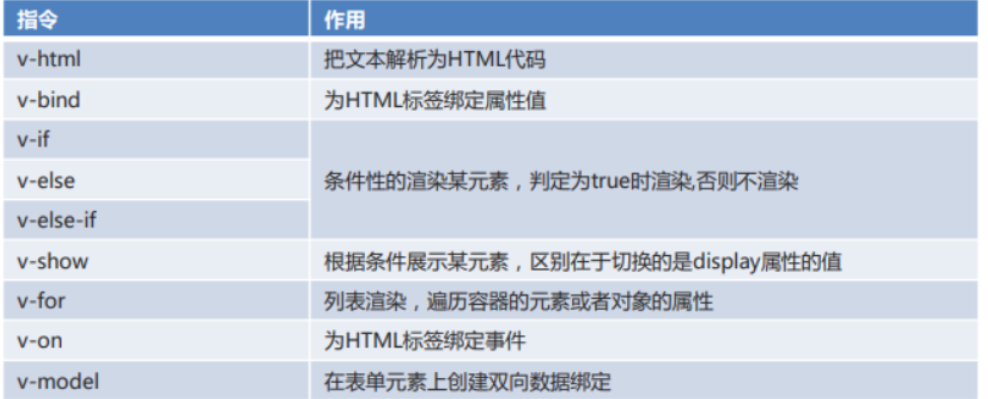 指令 作用
v-html 把文本解析为HTML代码
v-bind 为HTML标签绑定属性值
v-if
v-else 条件性的渲染某元素，判定为true时渲染,否则不渲染
v-else-if
v-show 根据条件展示某元素，区别在于切换的是display属性的值
v-for 列表渲染，遍历容器的元素或者对象的属性
v-on 为HTML标签绑定事件
v-model 在表单元素上创建双向数据绑定